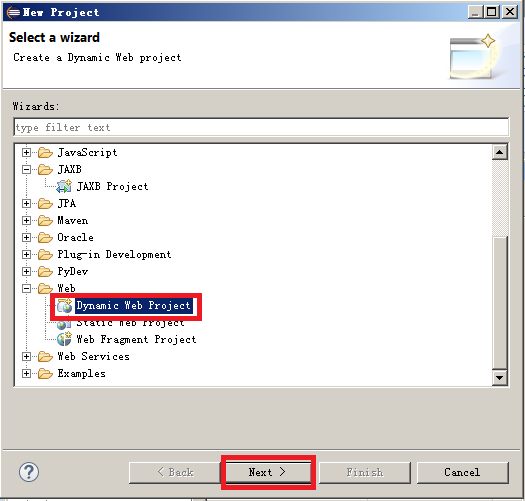 New Project
Select a wizard
Create a Dynamic Web project
Wizards:
type filter text
JavaScript
JAXB
JAXB Project
JPA
Maven
Oracle
Plug-in Development
PyDev
Web
Dynamic Web Project
Static Web Project
Web Fragment Project
Web Services
Examples
?
< Back
Next >
Finish
Cancel